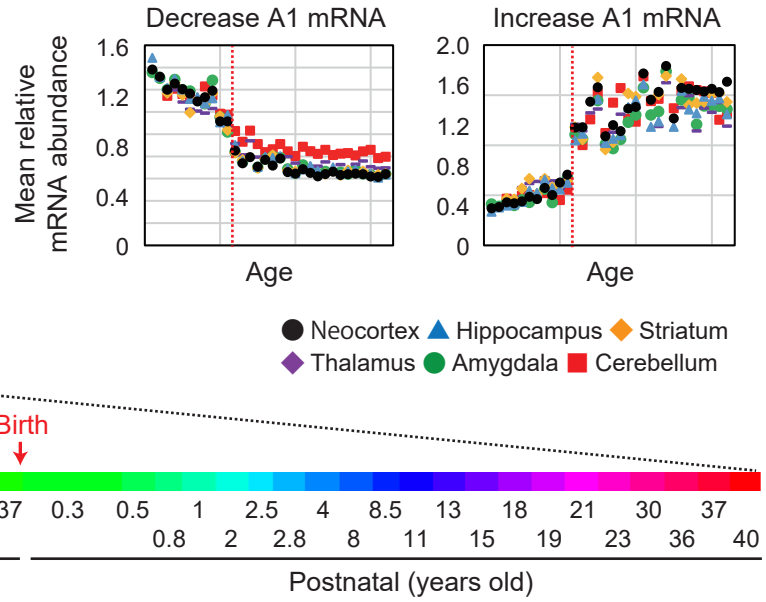 Decrease A1 mRNA
Increase A1 mRNA
Mean relative
mRNA abundance
1.6
1.2
0.8
0.4
0
Age
2.0
1.6
1.2
0.8
0.4
0
Age
Neocortex Hippocampus Striatum
Thalamus Amygdala Cerebellum
Birth
37 0.3 0.5 1 2.5 4 8.5 13 18 21 30 37
0.8 2 2.8 8 11 15 19 23 36 40
Postnatal (years old)